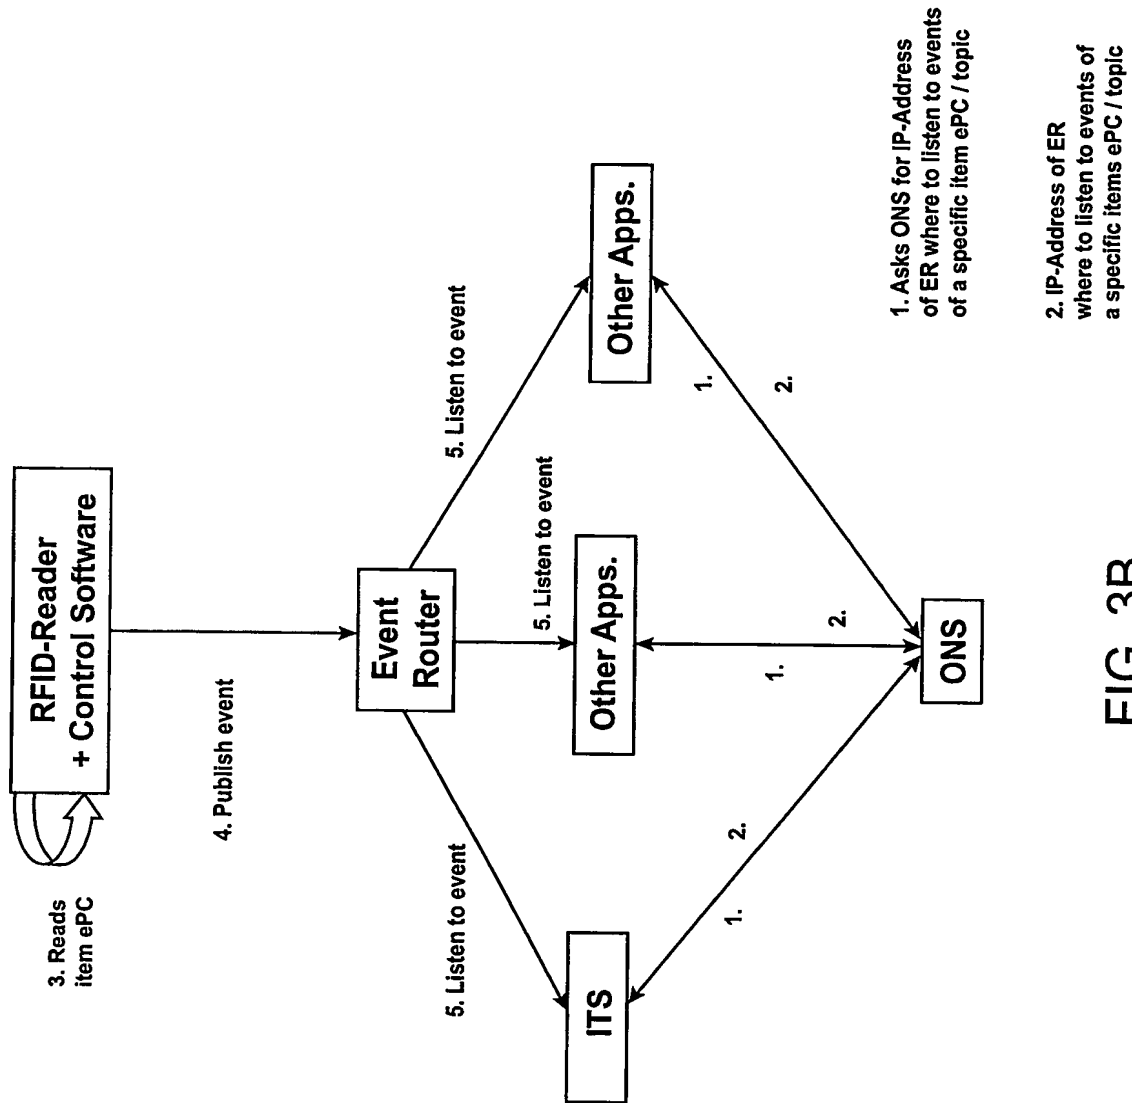 RFID-Reader
+ Control Software
3. Reads
item ePC
4. Publish event
Event
Router
5. Listen to event
5. Listen to event
5. Listen to event
ITS
Other Apps.
Other Apps.
1.
2.
1.
2.
1.
2.
ONS
1. Asks ONS for IP-Address
of ER where to listen to events
of a specific item ePC / topic
2. IP-Address of ER
where to listen to events of
a specific items ePC / topic
FIG. 3B